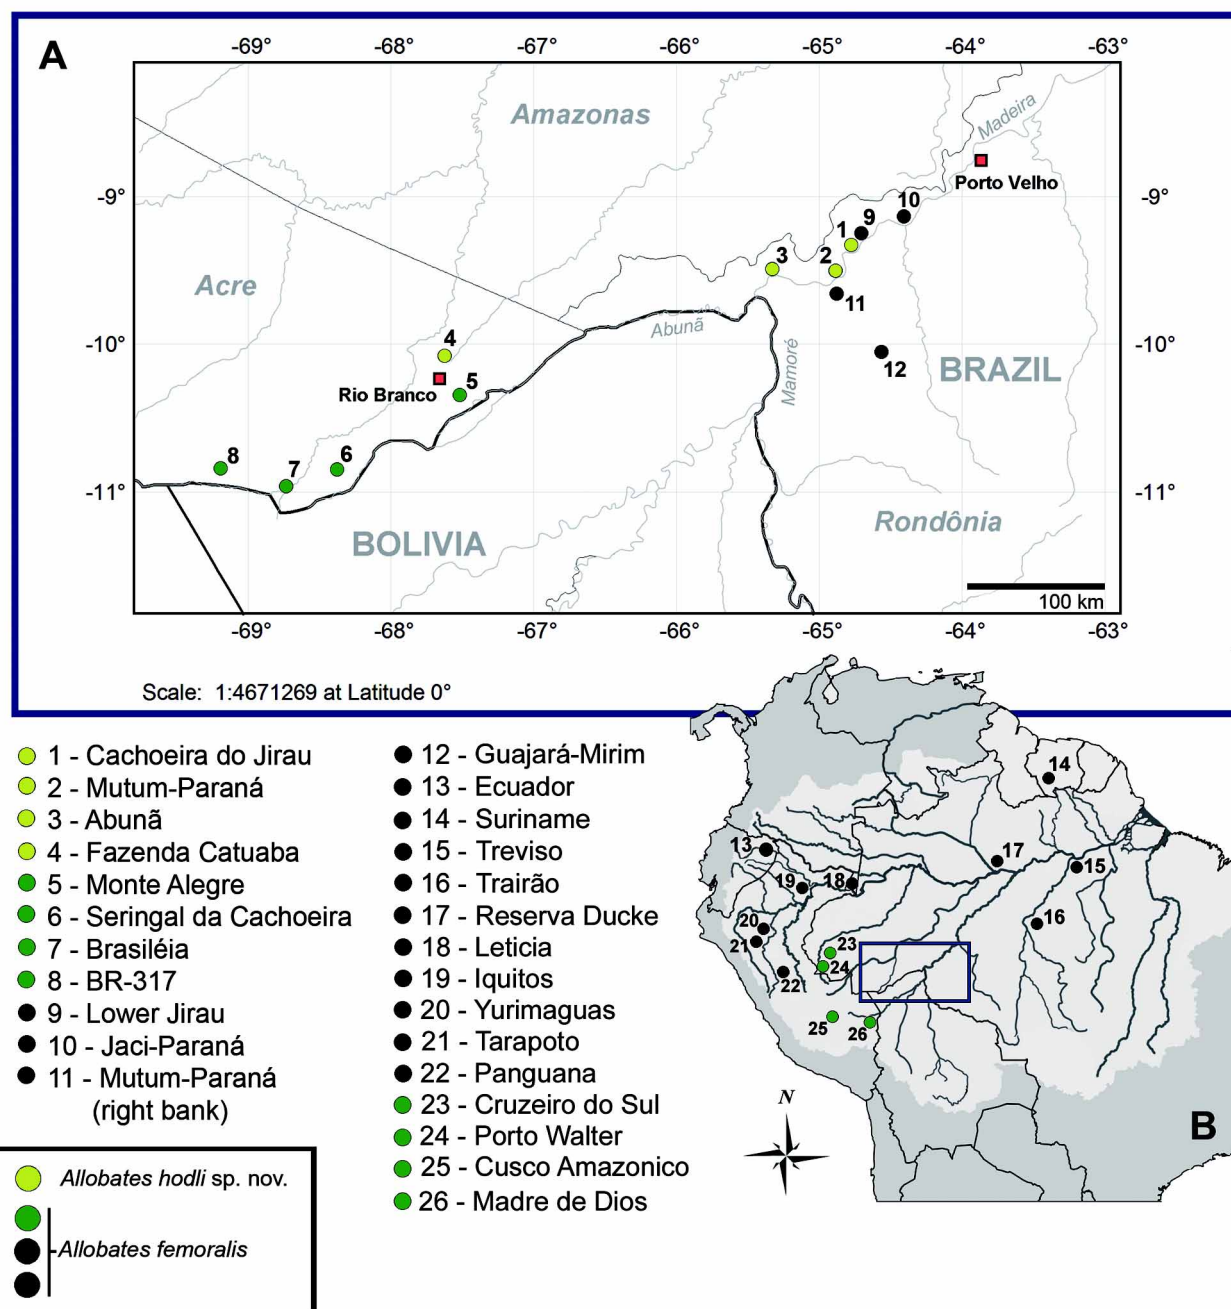 A
-69° -68° -67° -66° -65° -64° -63°
Amazonas
Madeira
Porto Velho
-9° -9°
10
9
1
2
3
11
Acre
Abunã
4
-10° -10°
12
BRAZIL
Mamoré
Rio Branco
5
6
7
8
-11° -11°
Rondônia
BOLIVIA
100 km
-69° -68° -67° -66° -65° -64° -63°
Scale: 1:4671269 at Latitude 0°
1 - Cachoeira do Jirau
2 - Mutum-Paraná
3 - Abunã
4 - Fazenda Catuaba
5 - Monte Alegre
6 - Seringal da Cachoeira
7 - Brasiléia
8 - BR-317
9 - Lower Jirau
10 - Jaci-Paraná
11 - Mutum-Paraná
(right bank)
12 - Guajará-Mirim
13 - Ecuador
14 - Suriname
15 - Treviso
16 - Trairão
17 - Reserva Ducke
18 - Leticia
19 - Iquitos
20 - Yurimaguas
21 - Tarapoto
22 - Panguana
23 - Cruzeiro do Sul
24 - Porto Walter
25 - Cusco Amazonico
26 - Madre de Dios
14
13
17
15
19
18
20
21
16
23
24
22
25
26
N
B
Allobates hodli sp. nov.
Allobates femoralis